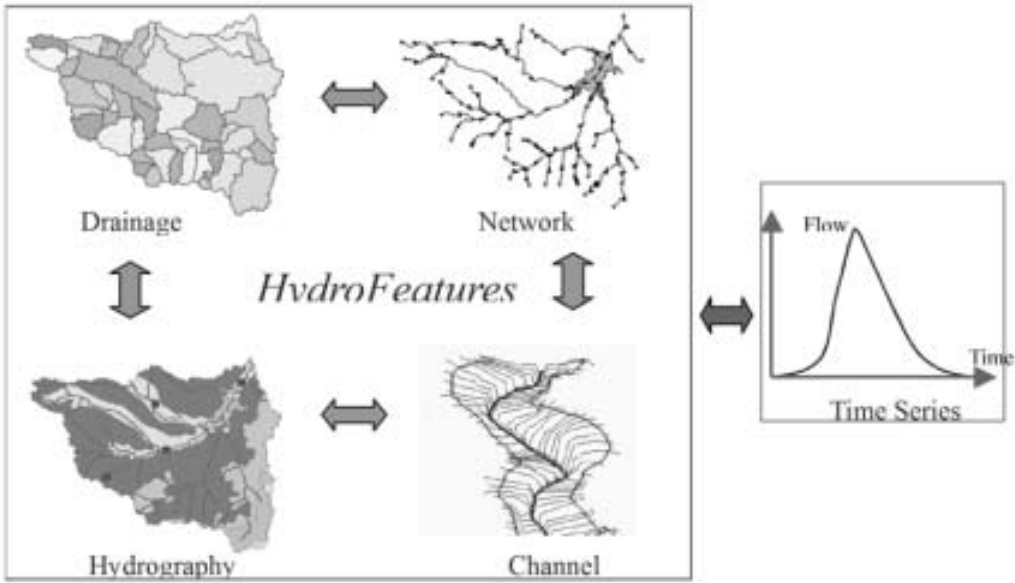 Drainage
Network
HydroFeatures
Hydrography
Channel
Flow
Time
Time Series